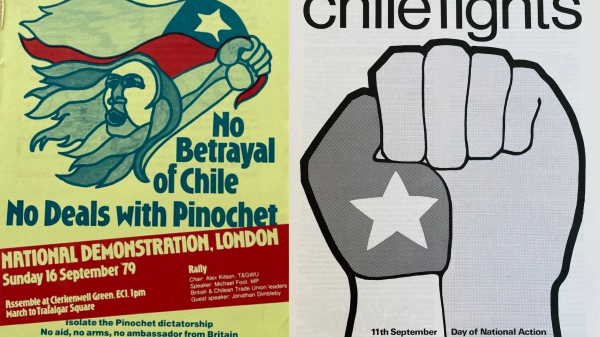 No
Betrayal
of Chile
No Deals with Pinochet
NATIONAL DEMONSTRATION, LONDON
Sunday 16 September 79
Assemble at Clerkenwell Green. EC1. 1pm
March to Trafalgar Square
Rally
Chair: Alex Kitson, T&GWU
Speaker: Michael Foot, MP
British & Chilean Trade Union leaders
Guest speaker: Jonathan Dimbleby
Isolate the Pinochet dictatorship
No aid, no arms, no ambassador from Britain
chile fights
11th September Day of National Action